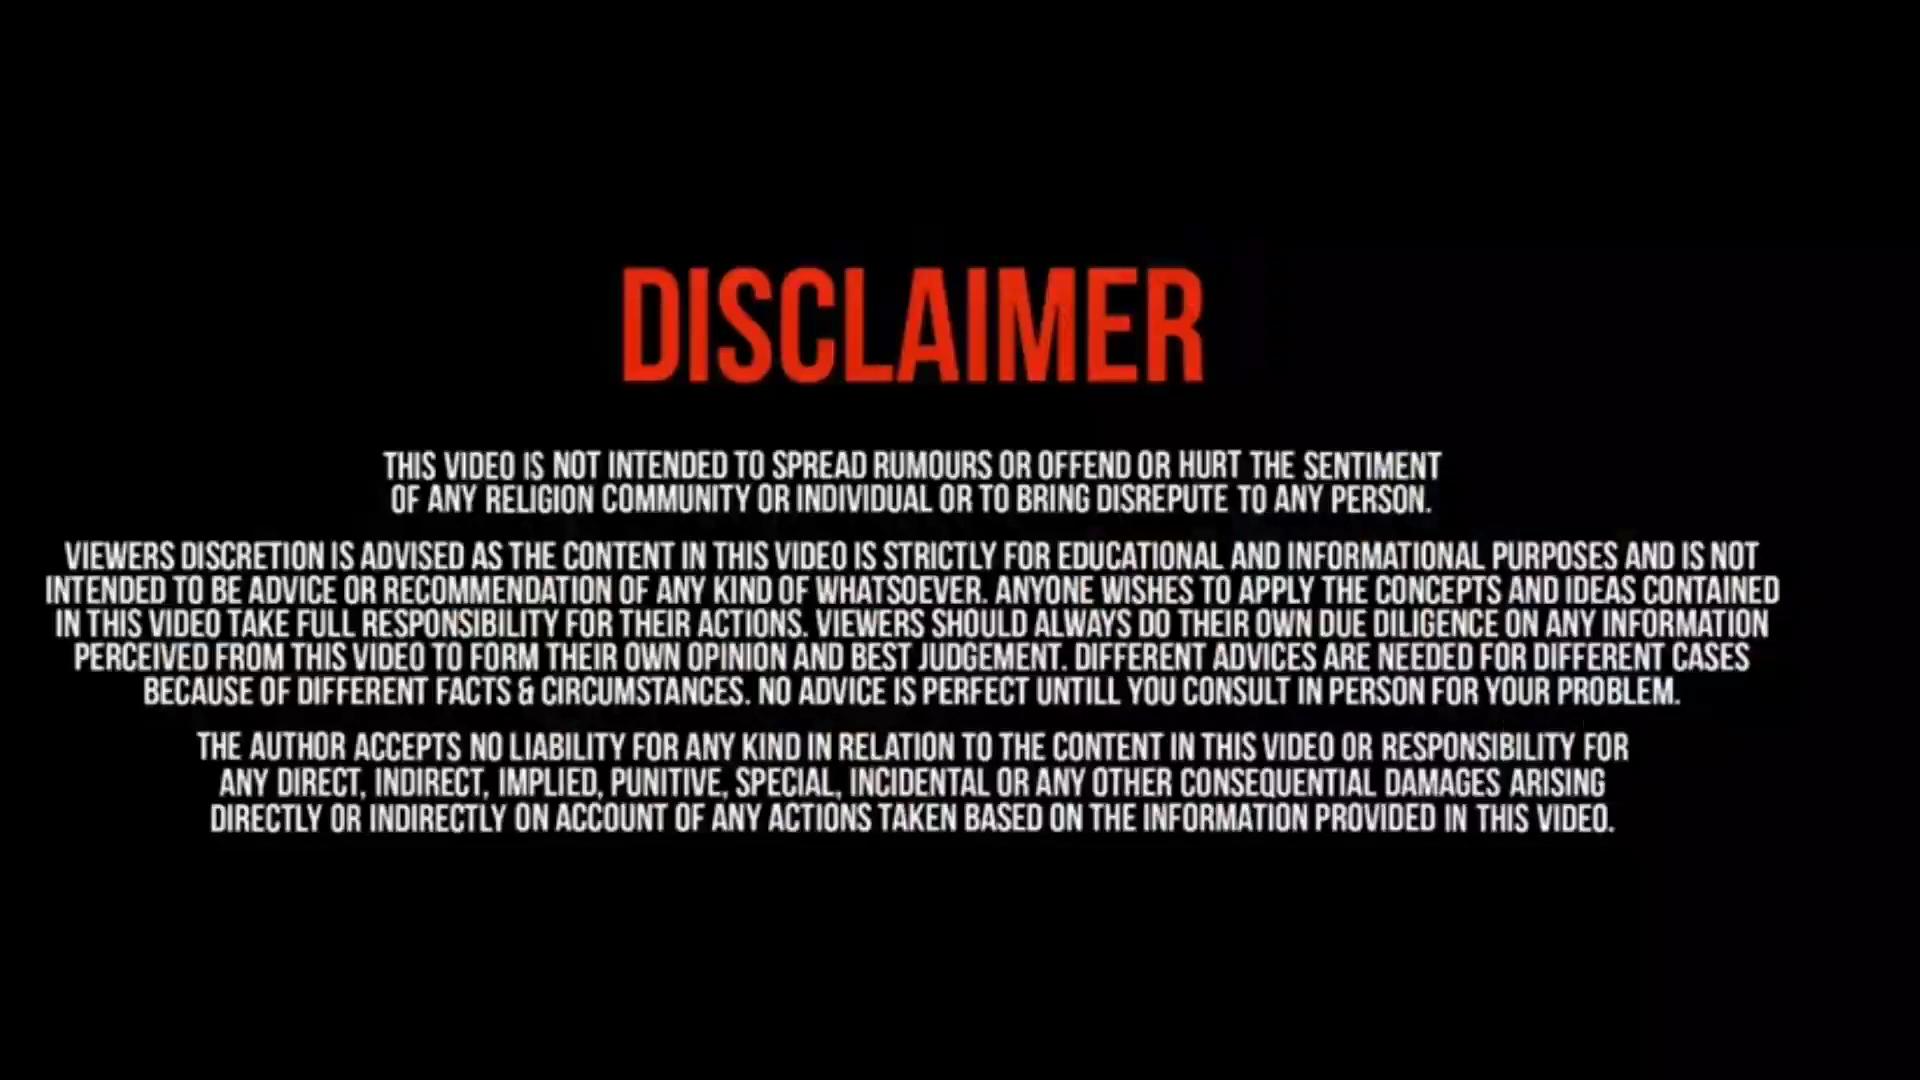 DISCLAIMER
THIS VIDEO IS NOT INTENDED TO SPREAD RUMOURS OR OFFEND OR HURT THE SENTIMENT
OF ANY RELIGION COMMUNITY OR INDIVIDUAL OR TO BRING DISREPUTE TO ANY PERSON.
VIEWERS DISCRETION IS ADVISED AS THE CONTENT IN THIS VIDEO IS STRICTLY FOR EDUCATIONAL AND INFORMATIONAL PURPOSES AND IS NOT
INTENDED TO BE ADVICE OR RECOMMENDATION OF ANY KIND OF WHATSOEVER. ANYONE WISHES TO APPLY THE CONCEPTS AND IDEAS CONTAINED
IN THIS VIDEO TAKE FULL RESPONSIBILITY FOR THEIR ACTIONS. VIEWERS SHOULD ALWAYS DO THEIR OWN DUE DILIGENCE ON ANY INFORMATION
PERCEIVED FROM THIS VIDEO TO FORM THEIR OWN OPINION AND BEST JUDGEMENT. DIFFERENT ADVICES ARE NEEDED FOR DIFFERENT CASES
BECAUSE OF DIFFERENT FACTS & CIRCUMSTANCES. NO ADVICE IS PERFECT UNTILL YOU CONSULT IN PERSON FOR YOUR PROBLEM.
THE AUTHOR ACCEPTS NO LIABILITY FOR ANY KIND IN RELATION TO THE CONTENT IN THIS VIDEO OR RESPONSIBILITY FOR
ANY DIRECT, INDIRECT, IMPLIED, PUNITIVE, SPECIAL, INCIDENTAL OR ANY OTHER CONSEQUENTIAL DAMAGES ARISING
DIRECTLY OR INDIRECTLY ON ACCOUNT OF ANY ACTIONS TAKEN BASED ON THE INFORMATION PROVIDED IN THIS VIDEO.